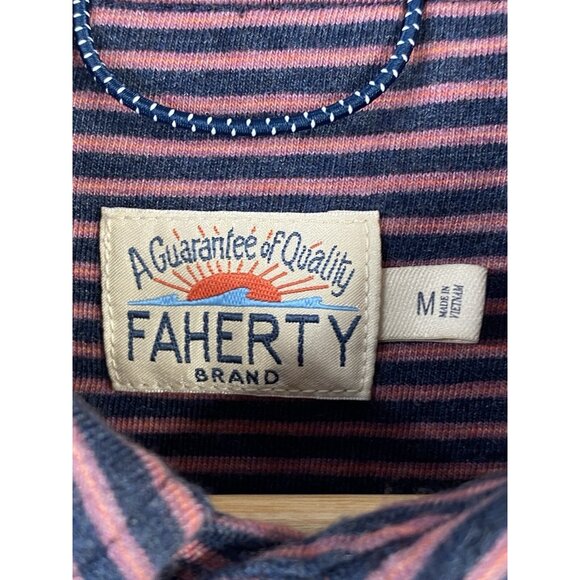 A Guarantee of Quality
FAHERTY
BRAND
M
MADE IN
VIETNAM